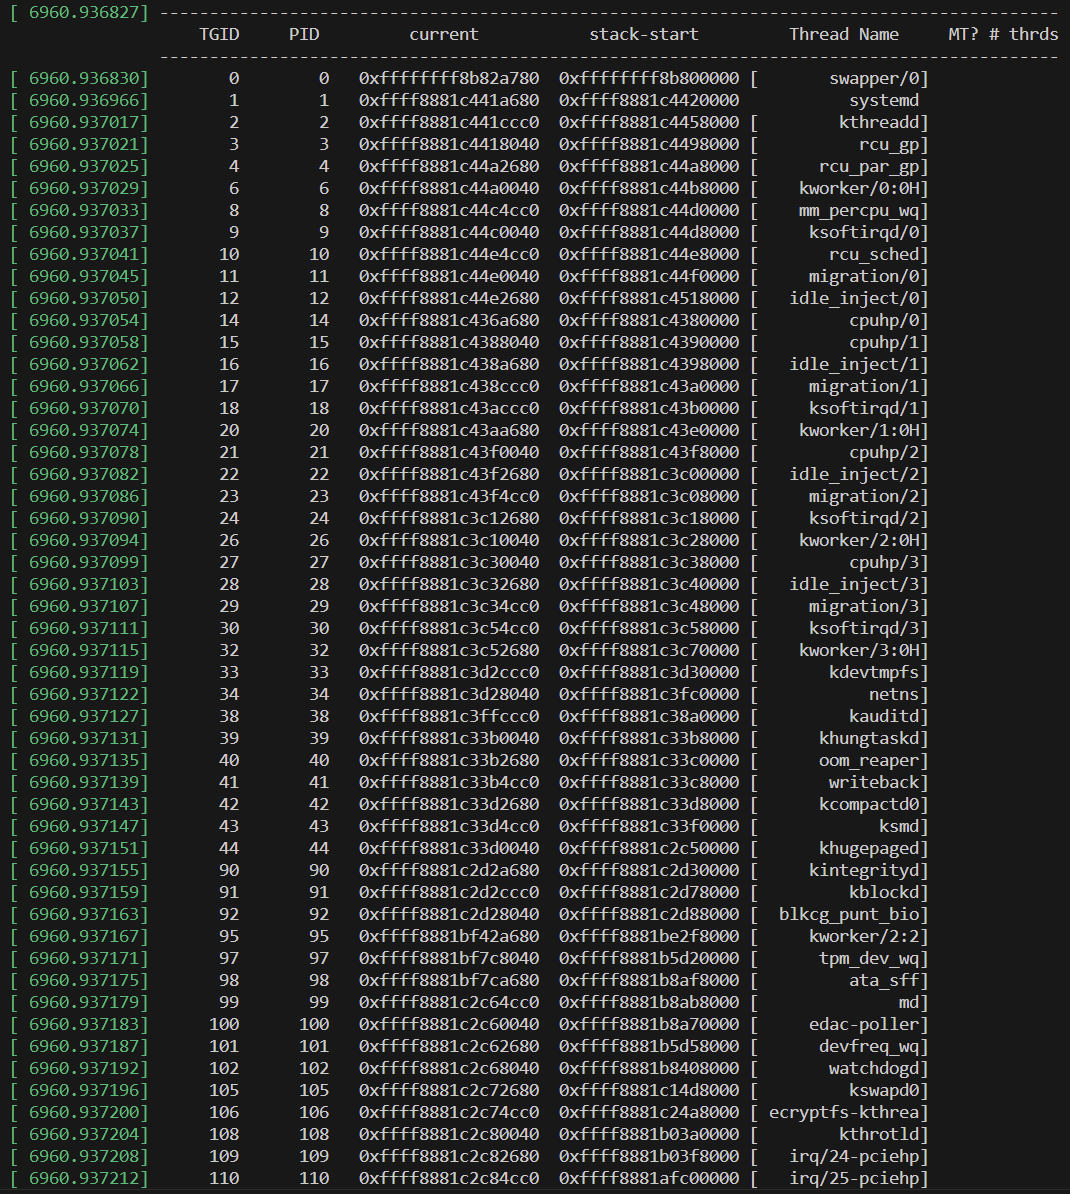 [ 6960.936827] ------------------------------------------------------------------------------------------
TGID PID current stack-start Thread Name MT? # thrds
------------------------------------------------------------------------------------------
[ 6960.936830] 0 0 0xffffffff8b82a780 0xffffffff8b800000 [ swapper/0]
[ 6960.936966] 1 1 0xffff8881c441a680 0xffff8881c4420000 systemd
[ 6960.937017] 2 2 0xffff8881c441ccc0 0xffff8881c4458000 [ kthreadd]
[ 6960.937021] 3 3 0xffff8881c4418040 0xffff8881c4498000 [ rcu_gp]
[ 6960.937025] 4 4 0xffff8881c44a2680 0xffff8881c44a8000 [ rcu_par_gp]
[ 6960.937029] 6 6 0xffff8881c44a0040 0xffff8881c44b8000 [ kworker/0:0H]
[ 6960.937033] 8 8 0xffff8881c44c4cc0 0xffff8881c44d0000 [ mm_percpu_wq]
[ 6960.937037] 9 9 0xffff8881c44c0040 0xffff8881c44d8000 [ ksoftirqd/0]
[ 6960.937041] 10 10 0xffff8881c44e4cc0 0xffff8881c44e8000 [ rcu_sched]
[ 6960.937045] 11 11 0xffff8881c44e0040 0xffff8881c44f0000 [ migration/0]
[ 6960.937050] 12 12 0xffff8881c44e2680 0xffff8881c4518000 [ idle_inject/0]
[ 6960.937054] 14 14 0xffff8881c436a680 0xffff8881c4380000 [ cpuhp/0]
[ 6960.937058] 15 15 0xffff8881c4388040 0xffff8881c4390000 [ cpuhp/1]
[ 6960.937062] 16 16 0xffff8881c438a680 0xffff8881c4398000 [ idle_inject/1]
[ 6960.937066] 17 17 0xffff8881c438ccc0 0xffff8881c43a0000 [ migration/1]
[ 6960.937070] 18 18 0xffff8881c43accc0 0xffff8881c43b0000 [ ksoftirqd/1]
[ 6960.937074] 20 20 0xffff8881c43aa680 0xffff8881c43e0000 [ kworker/1:0H]
[ 6960.937078] 21 21 0xffff8881c43f0040 0xffff8881c43f8000 [ cpuhp/2]
[ 6960.937082] 22 22 0xffff8881c43f2680 0xffff8881c3c00000 [ idle_inject/2]
[ 6960.937086] 23 23 0xffff8881c43f4cc0 0xffff8881c3c08000 [ migration/2]
[ 6960.937090] 24 24 0xffff8881c3c12680 0xffff8881c3c18000 [ ksoftirqd/2]
[ 6960.937094] 26 26 0xffff8881c3c10040 0xffff8881c3c28000 [ kworker/2:0H]
[ 6960.937099] 27 27 0xffff8881c3c30040 0xffff8881c3c38000 [ cpuhp/3]
[ 6960.937103] 28 28 0xffff8881c3c32680 0xffff8881c3c40000 [ idle_inject/3]
[ 6960.937107] 29 29 0xffff8881c3c34cc0 0xffff8881c3c48000 [ migration/3]
[ 6960.937111] 30 30 0xffff8881c3c54cc0 0xffff8881c3c58000 [ ksoftirqd/3]
[ 6960.937115] 32 32 0xffff8881c3c52680 0xffff8881c3c70000 [ kworker/3:0H]
[ 6960.937119] 33 33 0xffff8881c3d2ccc0 0xffff8881c3d30000 [ kdevtmpfs]
[ 6960.937122] 34 34 0xffff8881c3d28040 0xffff8881c3fc0000 [ netns]
[ 6960.937127] 38 38 0xffff8881c3ffccc0 0xffff8881c38a0000 [ kauditd]
[ 6960.937131] 39 39 0xffff8881c33b0040 0xffff8881c33b8000 [ khungtaskd]
[ 6960.937135] 40 40 0xffff8881c33b2680 0xffff8881c33c0000 [ oom_reaper]
[ 6960.937139] 41 41 0xffff8881c33b4cc0 0xffff8881c33c8000 [ writeback]
[ 6960.937143] 42 42 0xffff8881c33d2680 0xffff8881c33d8000 [ kcompactd0]
[ 6960.937147] 43 43 0xffff8881c33d4cc0 0xffff8881c33f0000 [ ksmd]
[ 6960.937151] 44 44 0xffff8881c33d0040 0xffff8881c2c50000 [ khugepaged]
[ 6960.937155] 90 90 0xffff8881c2d2a680 0xffff8881c2d30000 [ kintegrityd]
[ 6960.937159] 91 91 0xffff8881c2d2ccc0 0xffff8881c2d78000 [ kblockd]
[ 6960.937163] 92 92 0xffff8881c2d28040 0xffff8881c2d88000 [ blkcg_punt_bio]
[ 6960.937167] 95 95 0xffff8881bf42a680 0xffff8881be2f8000 [ kworker/2:2]
[ 6960.937171] 97 97 0xffff8881bf7c8040 0xffff8881b5d20000 [ tpm_dev_wq]
[ 6960.937175] 98 98 0xffff8881bf7ca680 0xffff8881b8af8000 [ ata_sff]
[ 6960.937179] 99 99 0xffff8881c2c64cc0 0xffff8881b8ab8000 [ md]
[ 6960.937183] 100 100 0xffff8881c2c60040 0xffff8881b8a70000 [ edac-poller]
[ 6960.937187] 101 101 0xffff8881c2c62680 0xffff8881b5d58000 [ devfreq_wq]
[ 6960.937192] 102 102 0xffff8881c2c68040 0xffff8881b8408000 [ watchdogd]
[ 6960.937196] 105 105 0xffff8881c2c72680 0xffff8881c14d8000 [ kswapd0]
[ 6960.937200] 106 106 0xffff8881c2c74cc0 0xffff8881c24a8000 [ ecryptfs-kthrea]
[ 6960.937204] 108 108 0xffff8881c2c80040 0xffff8881b03a0000 [ kthrotld]
[ 6960.937208] 109 109 0xffff8881c2c82680 0xffff8881b03f8000 [ irq/24-pciehp]
[ 6960.937212] 110 110 0xffff8881c2c84cc0 0xffff8881afc00000 [ irq/25-pciehp]